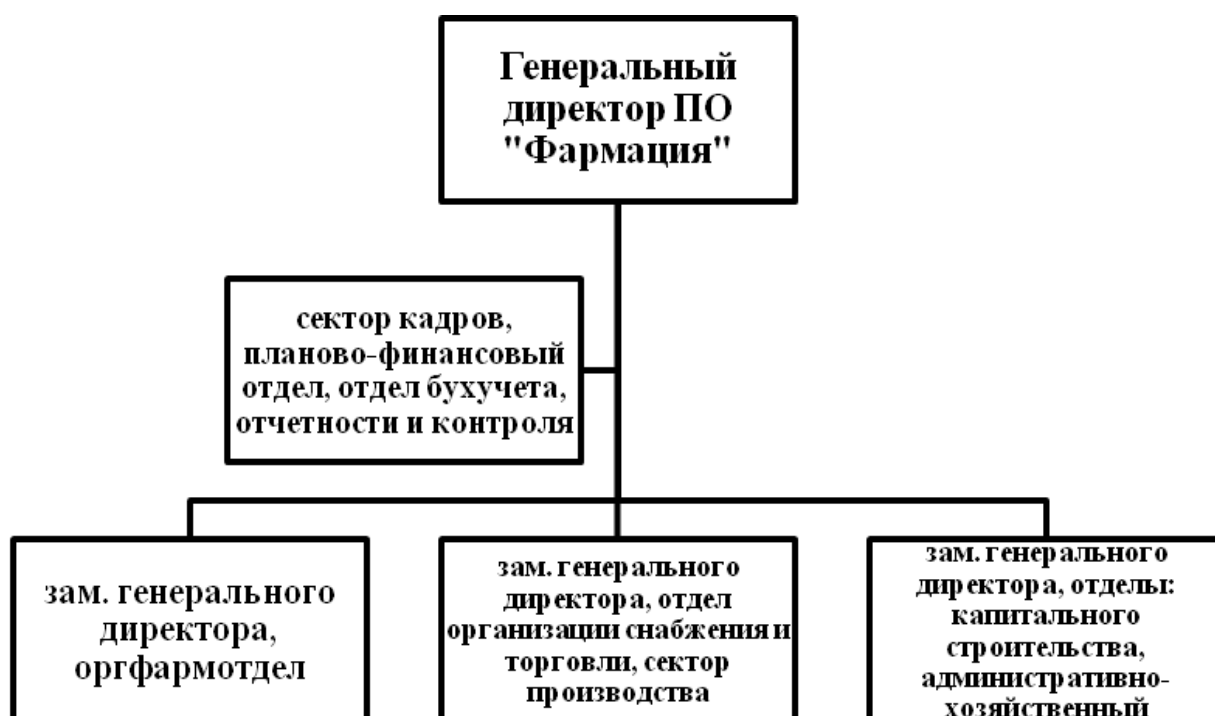 Генеральный
директор ПО
"Фармация"
сектор кадров,
планово-финансовый
отдел, отдел бухучета,
отчетности и контроля
зам. генерального
директора,
оргфармотдел
зам. генерального
директора, отдел
организации снабжения и
торговли, сектор
производства
зам. генерального
директора, отделы:
капитального
строительства,
административно-
хозяйственный